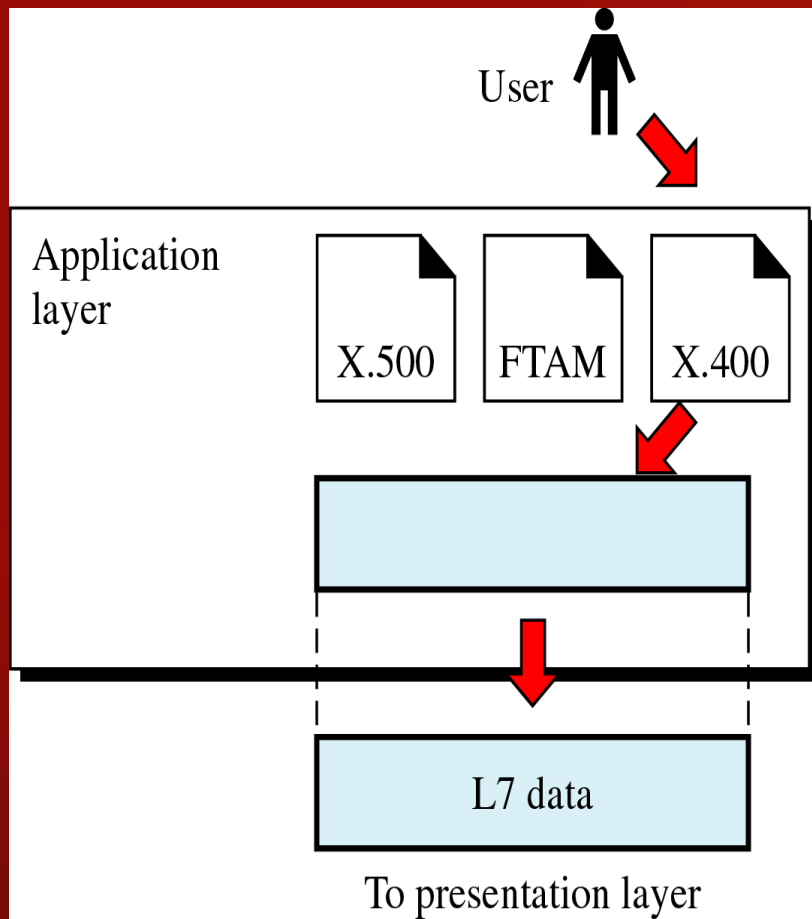 User
Application
layer
X.500
FTAM
X.400
L7 data
To presentation layer